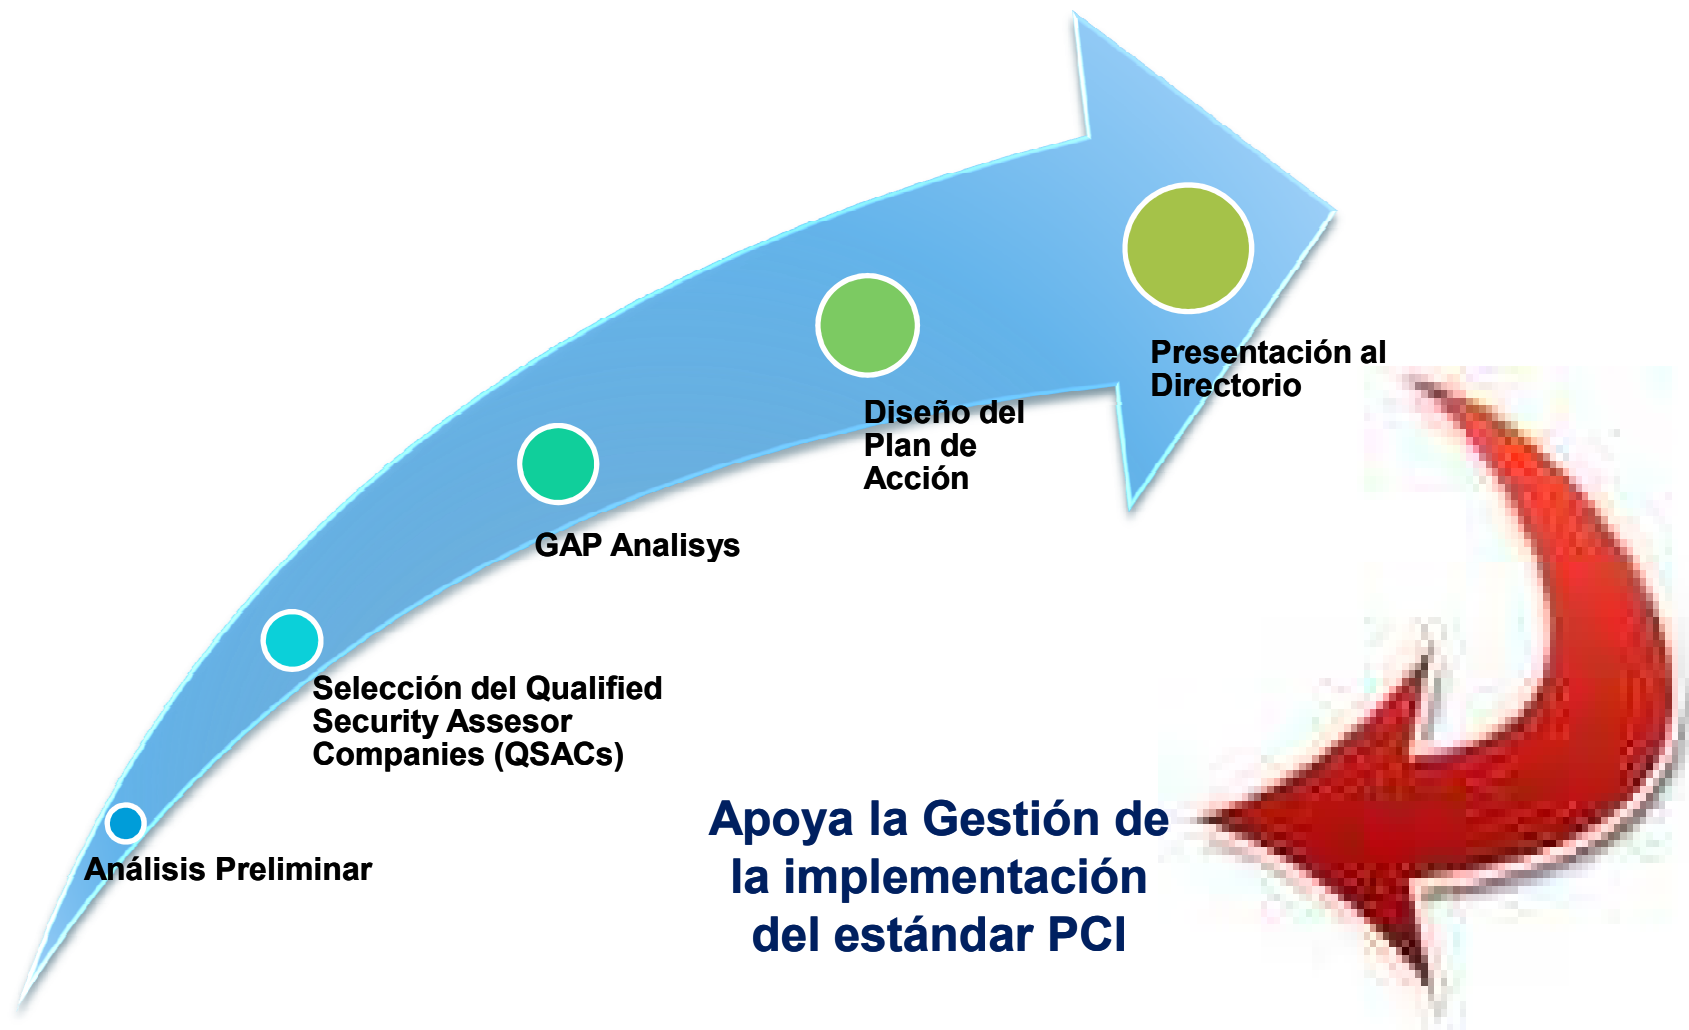 Presentación al
Directorio
Diseño del
Plan de
Acción
GAP Analisys
Selección del Qualified
Security Assesor
Companies (QSACs)
Análisis Preliminar
Apoya la Gestión de
la implementación
del estándar PCI